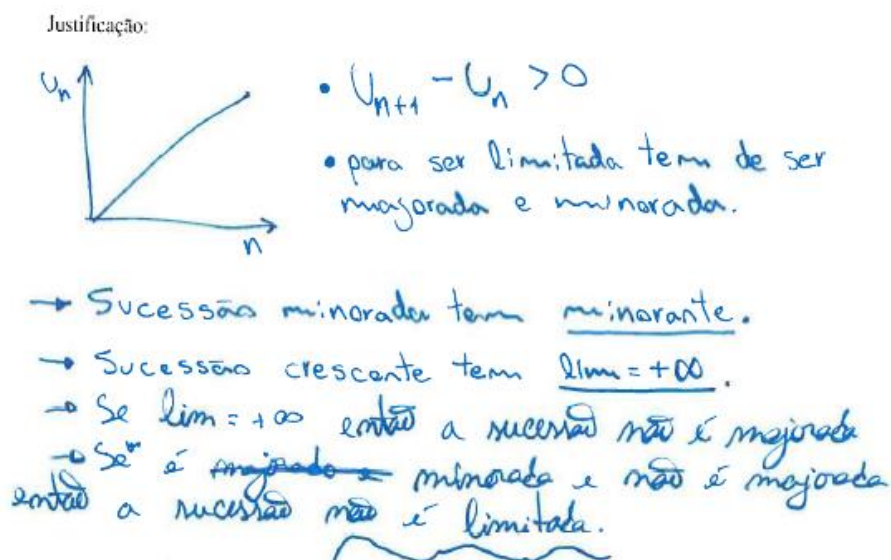 Justificação:
Un
n
• Un+1 - Un > 0
• para ser limitada tem de ser
majorada e minorada.
→ Sucessão minorada tem minorante.
→ Sucessão crescente tem lim = +∞.
→ Se lim = +∞ então a sucessão não é majorada
→ Se é majorada e minorada e não é majorada
então a sucessão não é limitada.